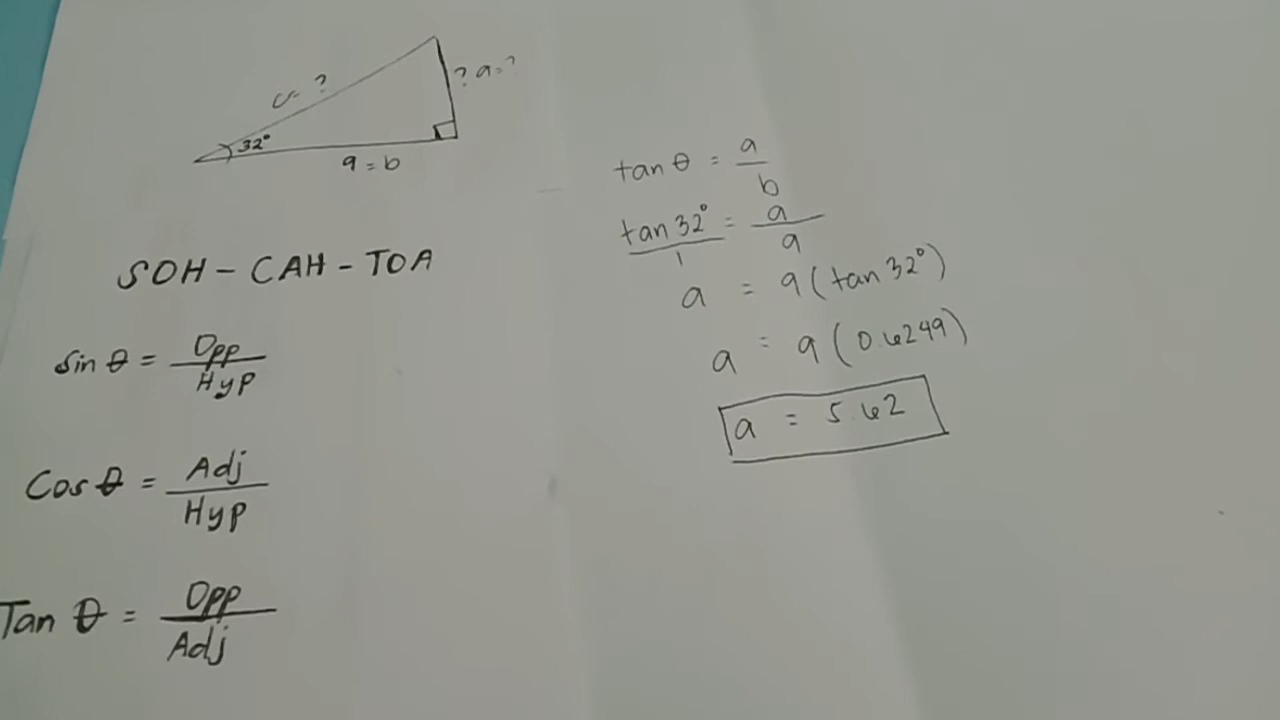 c = ?
? a = ?
32°
9 = b
SOH - CAH - TOA
Sin θ = Opp / Hyp
Cos θ = Adj / Hyp
Tan θ = Opp / Adj
tan θ = a / b
tan 32° / 1 = a / 9
a = 9 (tan 32°)
a = 9 (0.6249)
a = 5.62